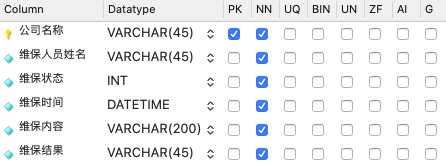 Column Datatype PK NN UQ BIN UN ZF AI G
公司名称 VARCHAR(45)
维保人员姓名 VARCHAR(45)
维保状态 INT
维保时间 DATETIME
维保内容 VARCHAR(200)
维保结果 VARCHAR(45)